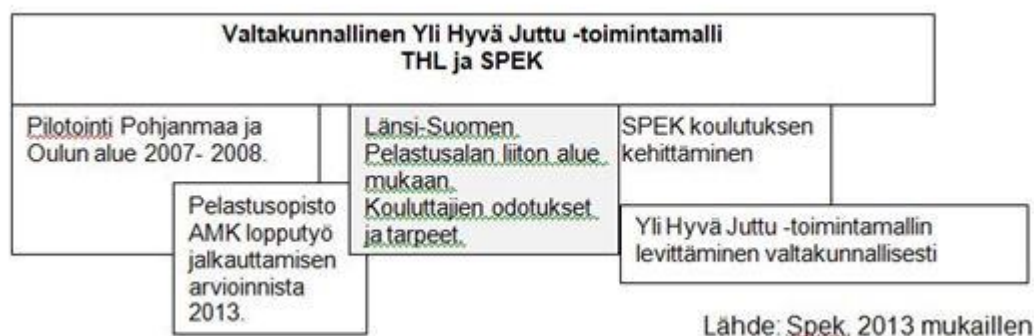 Valtakunnallinen Yli Hyvä Juttu -toimintamalli
THL ja SPEK
Pilotointi Pohjanmaa ja
Oulun alue 2007- 2008.
Pelastusopisto
AMK lopputyö
jalkauttamisen
arvioinnista
2013.
Länsi-Suomen
Pelastusalan liiton alue
mukaan.
Kouluttajien odotukset
ja tarpeet.
SPEK koulutuksen
kehittäminen
Yli Hyvä Juttu -toimintamallin
levittäminen valtakunnallisesti
Lähde: Spek, 2013 mukaillen